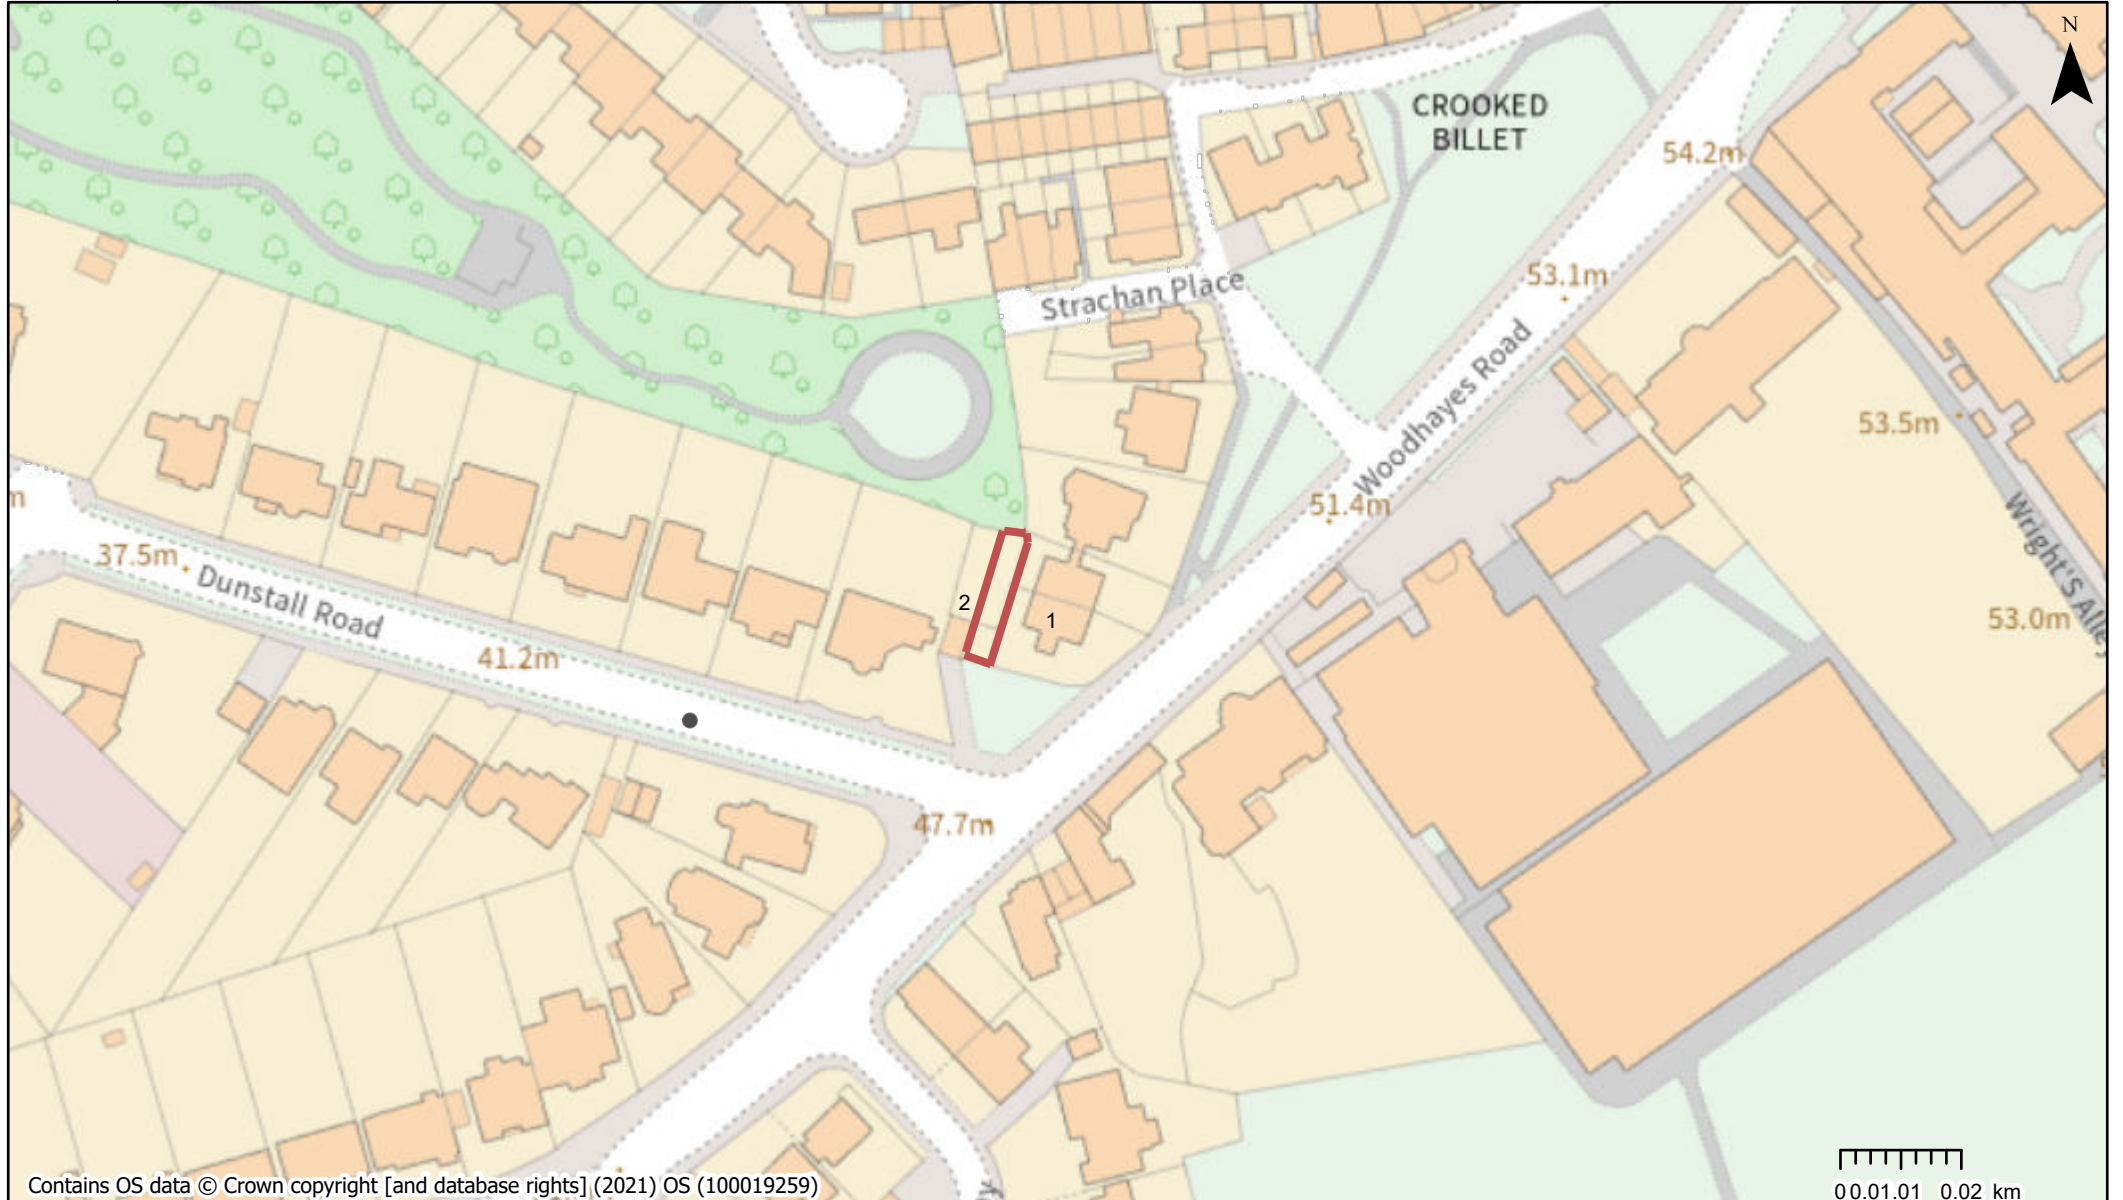 N
CROOKED
BILLET
54.2m
53.1m
Strachan Place
Woodhayes Road
53.5m
51.4m
Wright'S Alley
37.5m
Dunstall Road
2
1
53.0m
41.2m
47.7m
Contains OS data © Crown copyright [and database rights] (2021) OS (100019259)
0 0.01.01 0.02 km